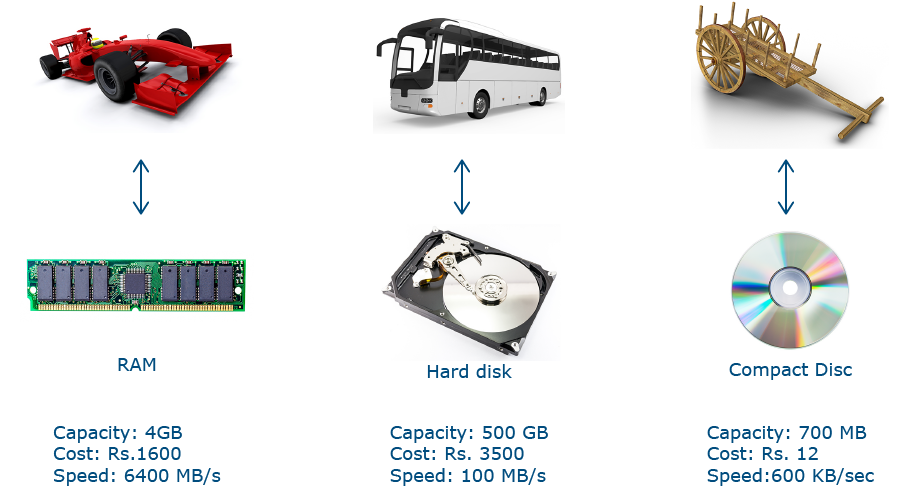 RAM
Hard disk
Compact Disc
Capacity: 4GB
Cost: Rs.1600
Speed: 6400 MB/s
Capacity: 500 GB
Cost: Rs. 3500
Speed: 100 MB/s
Capacity: 700 MB
Cost: Rs. 12
Speed:600 KB/sec